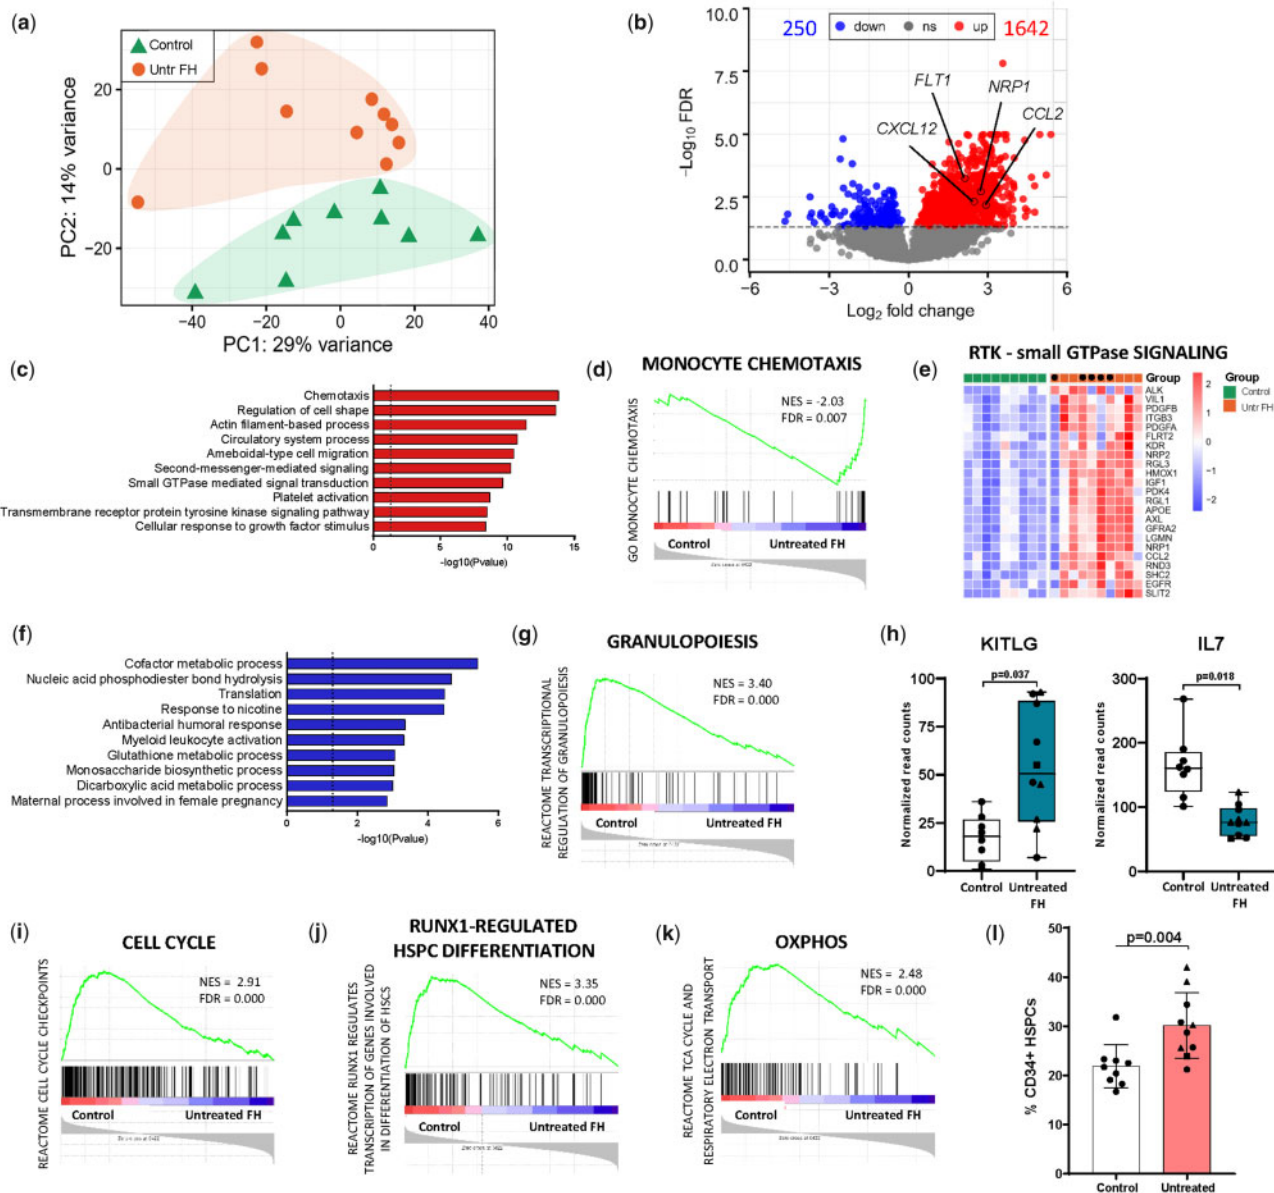 (a)
Control
Untr FH
20
0
−20
PC2: 14% variance
−40
−20
0
20
40
PC1: 29% variance
(b)
250
down
ns
up
1642
10.0
7.5
5.0
2.5
0.0
−Log10 FDR
FLT1
NRP1
CXCL12
CCL2
−6
−3
0
3
6
Log2 fold change
(c)
Chemotaxis
Regulation of cell shape
Actin filament-based process
Circulatory system process
Ameboidal-type cell migration
Second-messenger-mediated signaling
Small GTPase mediated signal transduction
Platelet activation
Transmembrane receptor protein tyrosine kinase signaling pathway
Cellular response to growth factor stimulus
0
5
10
15
-log10(Pvalue)
(d)
MONOCYTE CHEMOTAXIS
GO MONOCYTE CHEMOTAXIS
NES = -2.03
FDR = 0.007
Control
Untreated FH
(e)
RTK - small GTPase SIGNALING
Group
ALK
VIL1
PDGFB
ITGB3
PDGFA
FLRT2
KDR
NRP2
RGL3
HMOX1
IGF1
PDK4
RGL1
APOE
AXL
GFRA2
LGMN
NRP1
CCL2
RND3
SHC2
EGFR
SLIT2
2
1
0
−1
−2
Group
Control
Untr FH
(f)
Cofactor metabolic process
Nucleic acid phosphodiester bond hydrolysis
Translation
Response to nicotine
Antibacterial humoral response
Myeloid leukocyte activation
Glutathione metabolic process
Monosaccharide biosynthetic process
Dicarboxylic acid metabolic process
Maternal process involved in female pregnancy
0
2
4
6
-log10(Pvalue)
(g)
GRANULOPOIESIS
REACTOME TRANSCRIPTIONAL
REGULATION OF GRANULOPOIESIS
NES = 3.40
FDR = 0.000
Control
Untreated FH
(h)
KITLG
p=0.037
100
75
50
25
0
Normalized read counts
Control
Untreated
FH
IL7
p=0.018
300
200
100
0
Normalized read counts
Control
Untreated
FH
(i)
CELL CYCLE
REACTOME CELL CYCLE CHECKPOINTS
NES = 2.91
FDR = 0.000
Control
Untreated FH
(j)
RUNX1-REGULATED
HSPC DIFFERENTIATION
REACTOME RUNX1 REGULATES
TRANSCRIPTION OF GENES INVOLVED
IN DIFFERENTIATION OF HSCS
NES = 3.35
FDR = 0.000
Control
Untreated FH
(k)
OXPHOS
REACTOME TCA CYCLE AND
RESPIRATORY ELECTRON TRANSPORT
NES = 2.48
FDR = 0.000
Control
Untreated FH
(l)
p=0.004
50
40
30
20
10
0
% CD34+ HSPCs
Control
Untreated